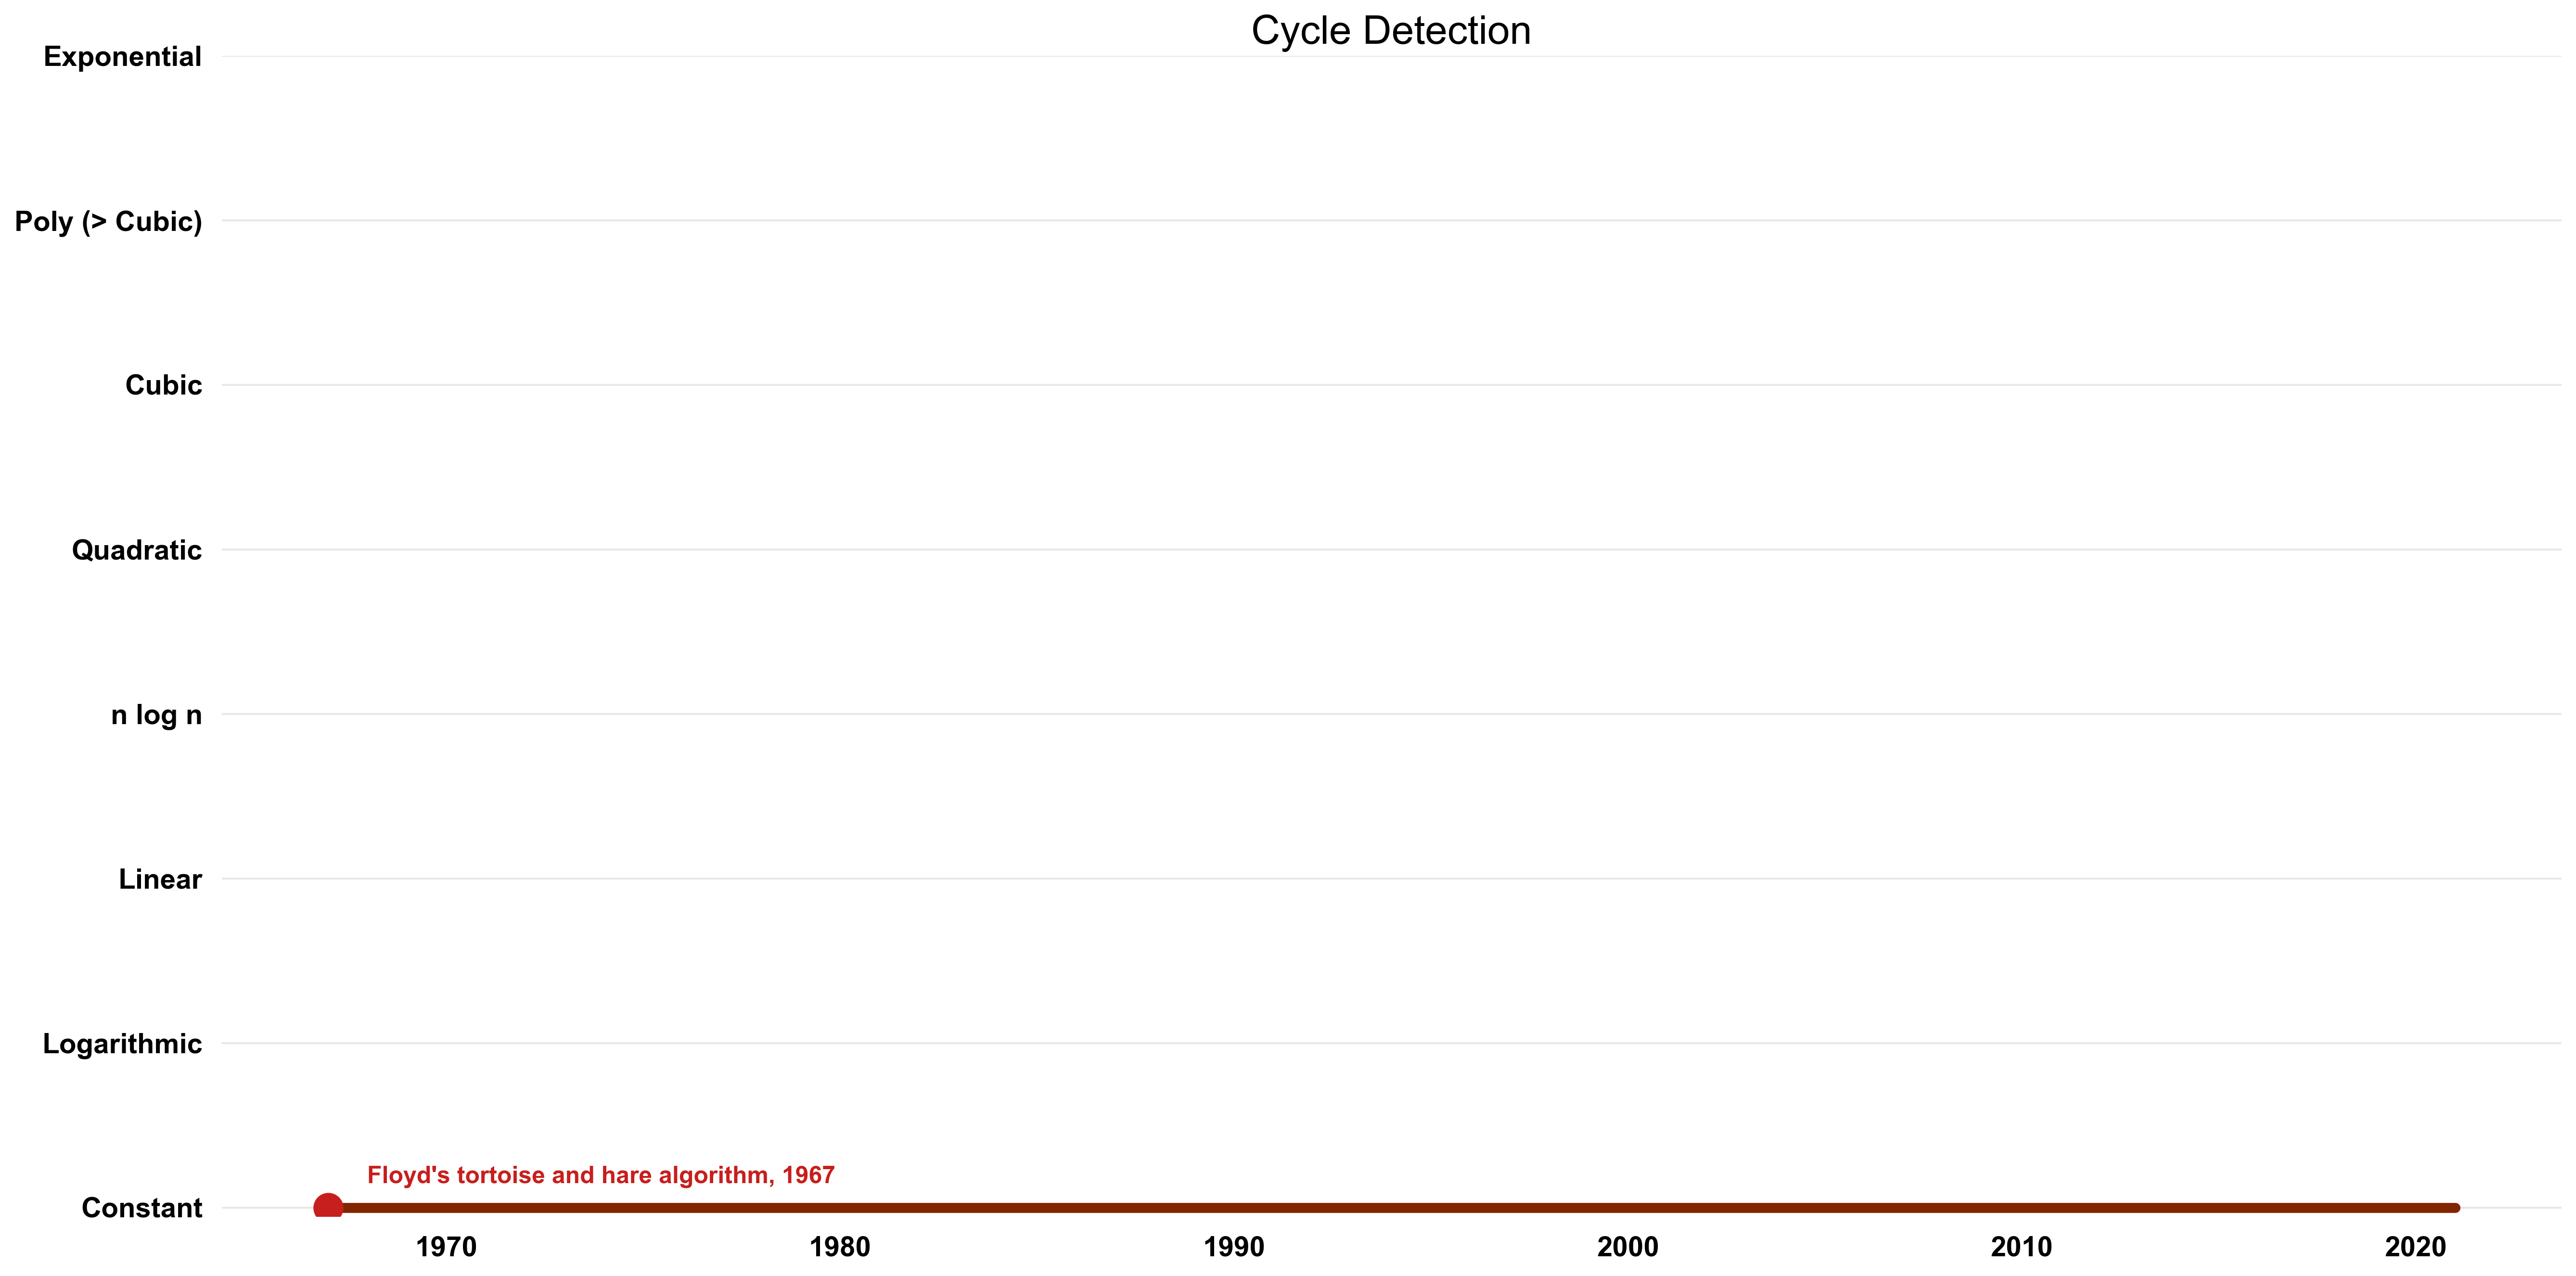 Cycle Detection
Exponential
Poly (> Cubic)
Cubic
Quadratic
n log n
Linear
Logarithmic
Floyd's tortoise and hare algorithm, 1967
Constant
1970 1980 1990 2000 2010 2020